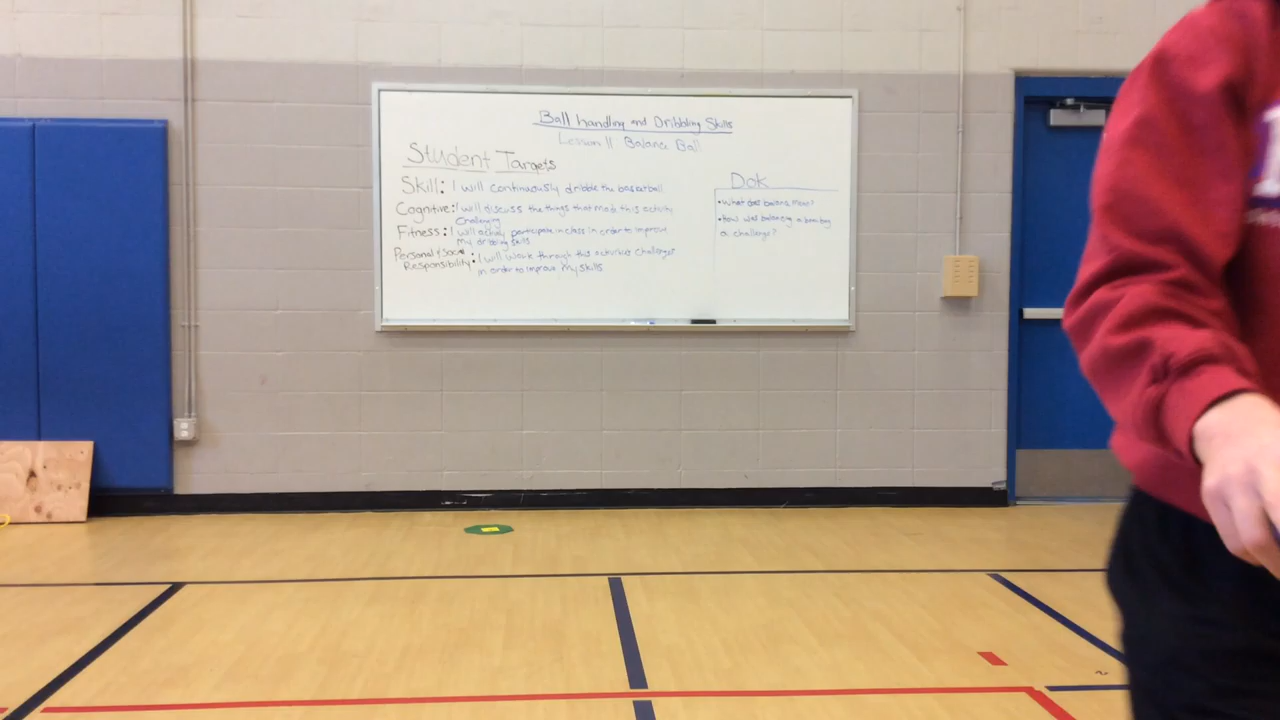 Ball handling and Dribbling Skills
Lesson 11 Balance Ball
Student Targets
Skill: I will continuously dribble the basketball
Cognitive: I will discuss the things that made this activity
Challenging
Fitness: I will actively participate in class in order to improve
my dribbling skills
Personal & Social
Responsibility: I will work through this activities challenges
in order to improve my skills
Dok
• What does balance mean?
• How was balancing a
a challenge?